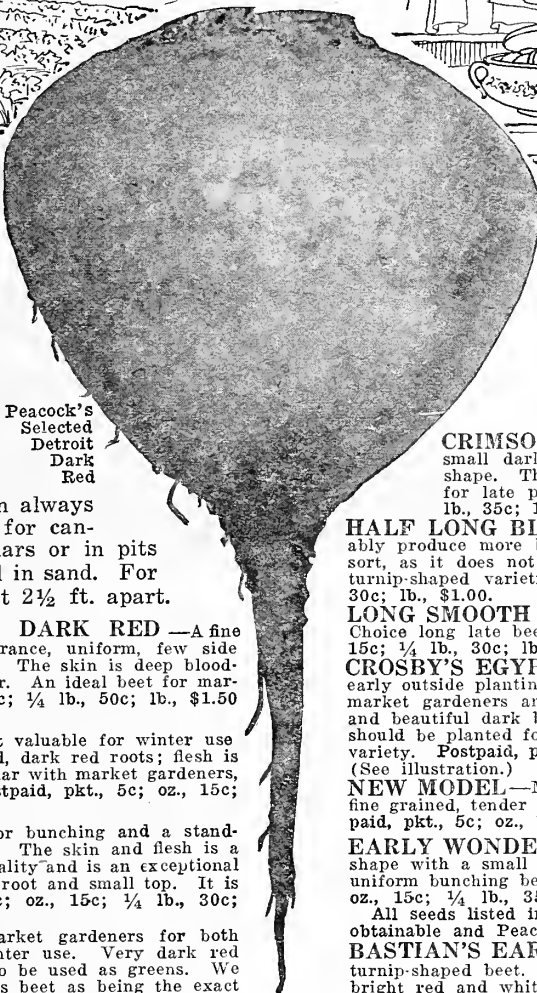 Peacock's
Selected
Detroit
Dark
Red
n always
for can-
ars or in pits
l in sand. For
t 2½ ft. apart.
DARK RED —A fine
rance, uniform, few side
The skin is deep blood-
r. An ideal beet for mar-
c; ¼ lb., 50c; lb., $1.50
t valuable for winter use
d, dark red roots; flesh is
ar with market gardeners,
stpaid, pkt., 5c; oz., 15c;
or bunching and a stand-
The skin and flesh is a
ality and is an exceptional
root and small top. It is
c; oz., 15c; ¼ lb., 30c;
arket gardeners for both
nter use. Very dark red
o be used as greens. We
s beet as being the exact
CRIMSO
small dar
shape. Th
for late p
lb., 35c; 1
HALF LONG BL
ably produce more
sort, as it does not
turnip-shaped variet
30c; lb., $1.00.
LONG SMOOTH
Choice long late bee
15c; ¼ lb., 30c; lb
CROSBY'S EGYP
early outside planting
market gardeners an
and beautiful dark
should be planted fo
variety. Postpaid, p
(See illustration.)
NEW MODEL—M
fine grained, tender
paid, pkt., 5c; oz.,
EARLY WONDE
shape with a small
uniform bunching be
oz., 15c; ¼ lb., 35
All seeds listed i
obtainable and Peac
BASTIAN'S EAR
turnip-shaped beet.
bright red and whit